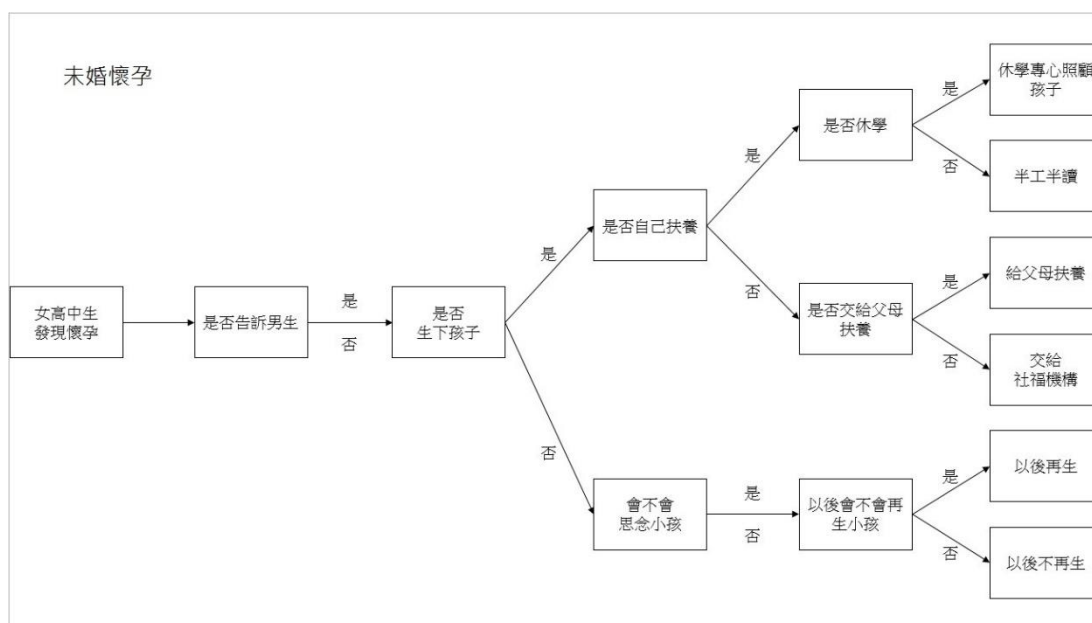 未婚懷孕
女高中生
發現懷孕
是否告訴男生
是
否
是否
生下孩子
是
否
是否自己扶養
是
否
是否休學
是
否
休學專心照顧
孩子
半工半讀
是否交給父母
扶養
是
否
給父母扶養
交給
社福機構
會不會
思念小孩
是
否
以後會不會再
生小孩
是
否
以後再生
以後不再生